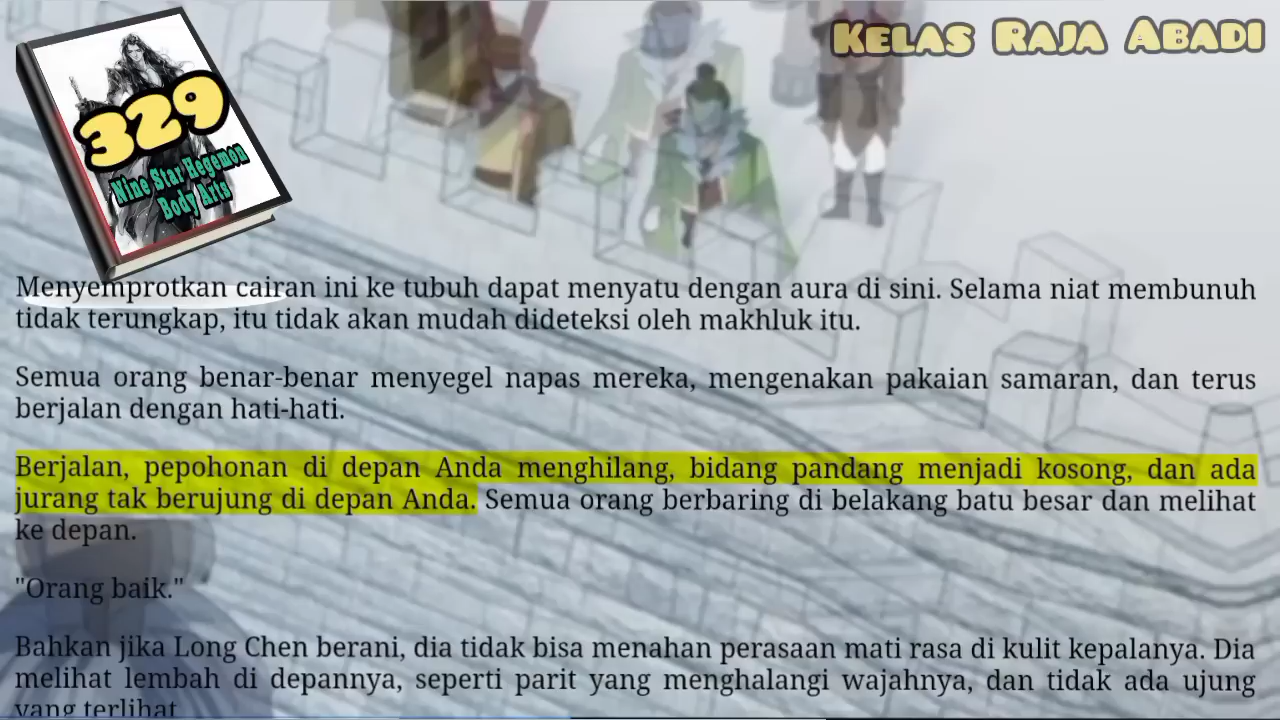 Kelas Raja Abadi
329
Nine Star Hegemon
Body Arts
Menyemprotkan cairan ini ke tubuh dapat menyatu dengan aura di sini. Selama niat membunuh
tidak terungkap, itu tidak akan mudah dideteksi oleh makhluk itu.
Semua orang benar-benar menyegel napas mereka, mengenakan pakaian samaran, dan terus
berjalan dengan hati-hati.
Berjalan, pepohonan di depan Anda menghilang, bidang pandang menjadi kosong, dan ada
jurang tak berujung di depan Anda. Semua orang berbaring di belakang batu besar dan melihat
ke depan.
"Orang baik."
Bahkan jika Long Chen berani, dia tidak bisa menahan perasaan mati rasa di kulit kepalanya. Dia
melihat lembah di depannya, seperti parit yang menghalangi wajahnya, dan tidak ada ujung
yang terlihat